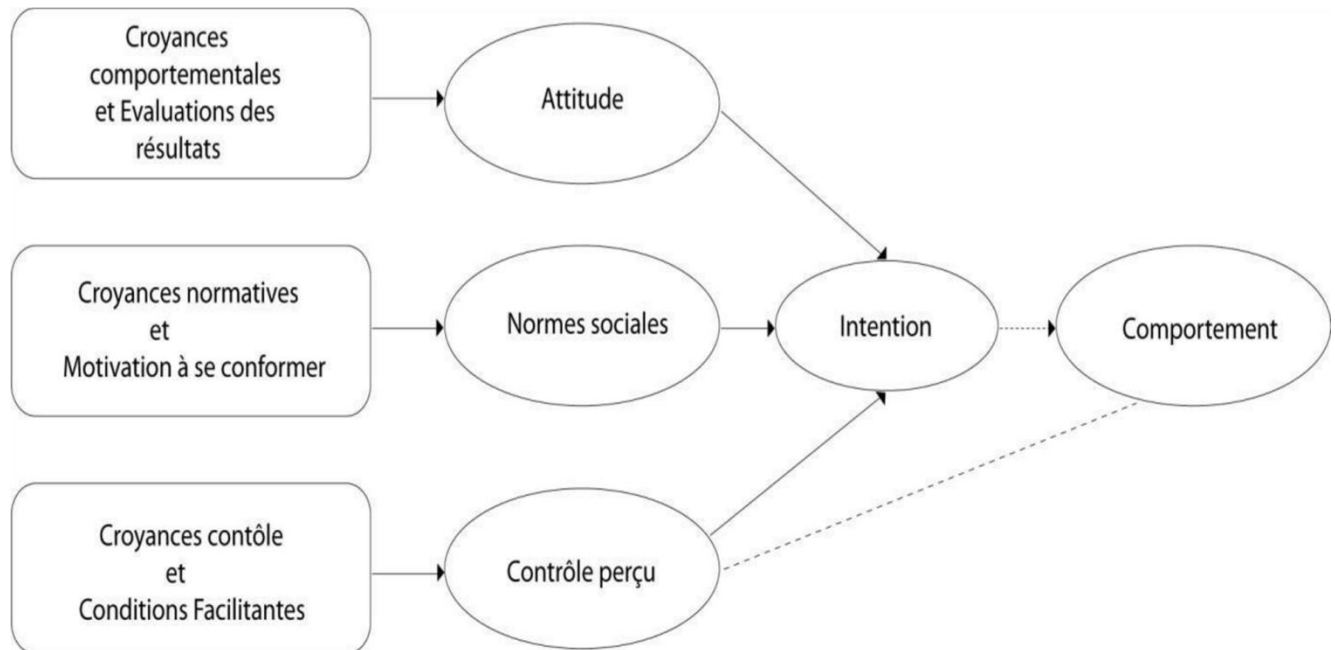 Croyances
comportementales
et Evaluations des
résultats
Attitude
Croyances normatives
et
Motivation à se conformer
Normes sociales
Intention
Comportement
Croyances contôle
et
Conditions Facilitantes
Contrôle perçu